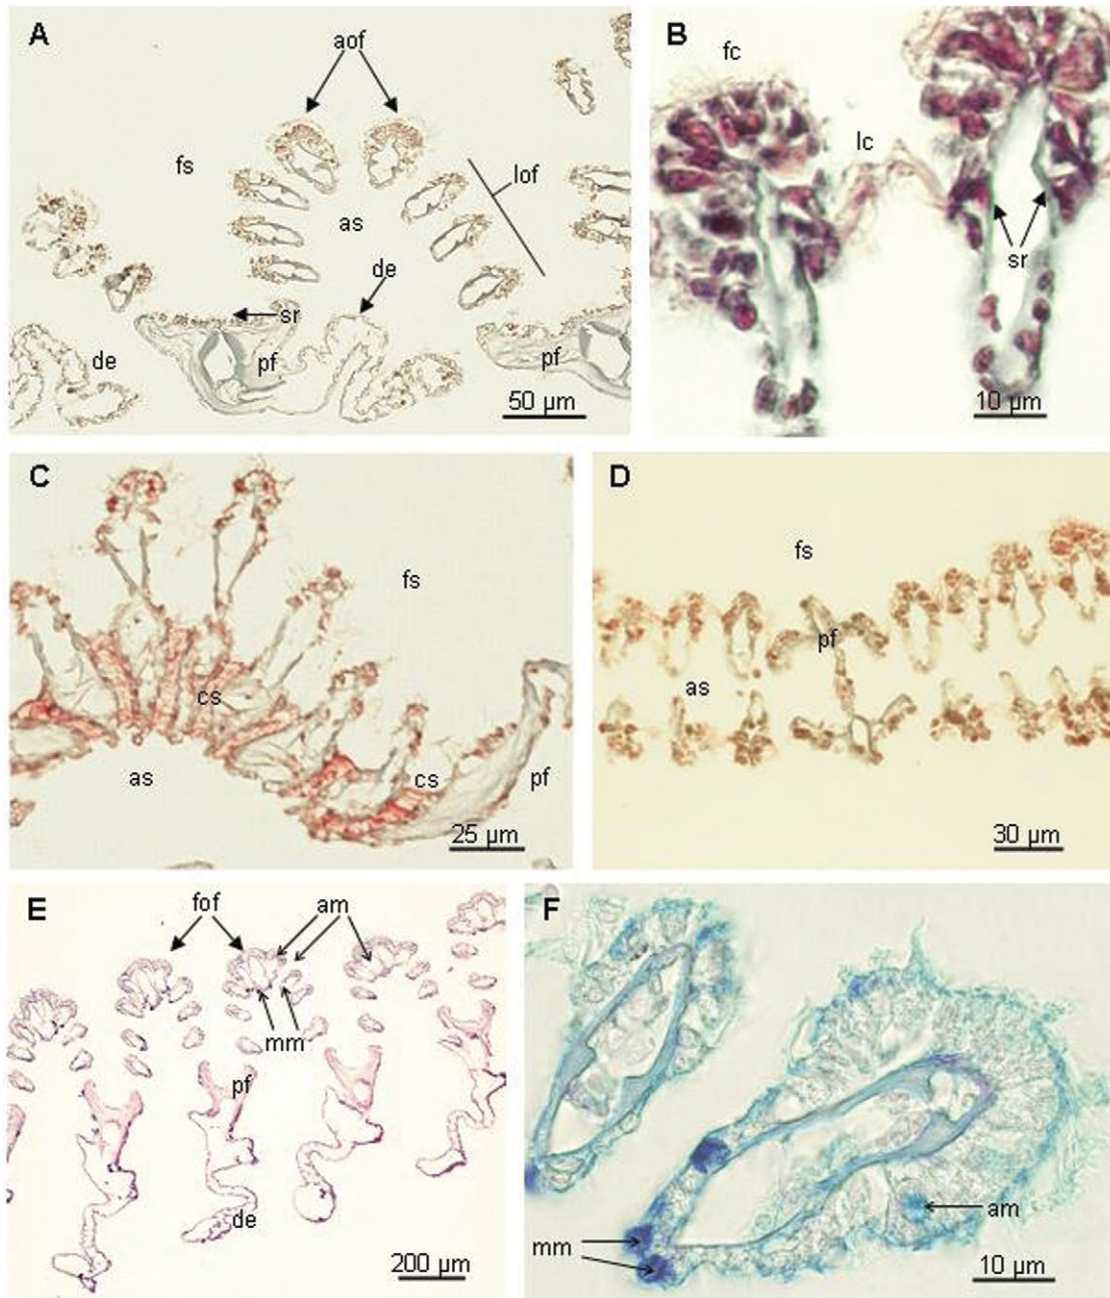 A
aof
fs
lof
as
de
sr
de
pf
pf
50 µm
B
fc
lc
sr
10 µm
C
fs
cs
as
cs
pf
25 µm
D
fs
pf
as
30 µm
E
fof
am
mm
pf
de
200 µm
F
am
mm
10 µm